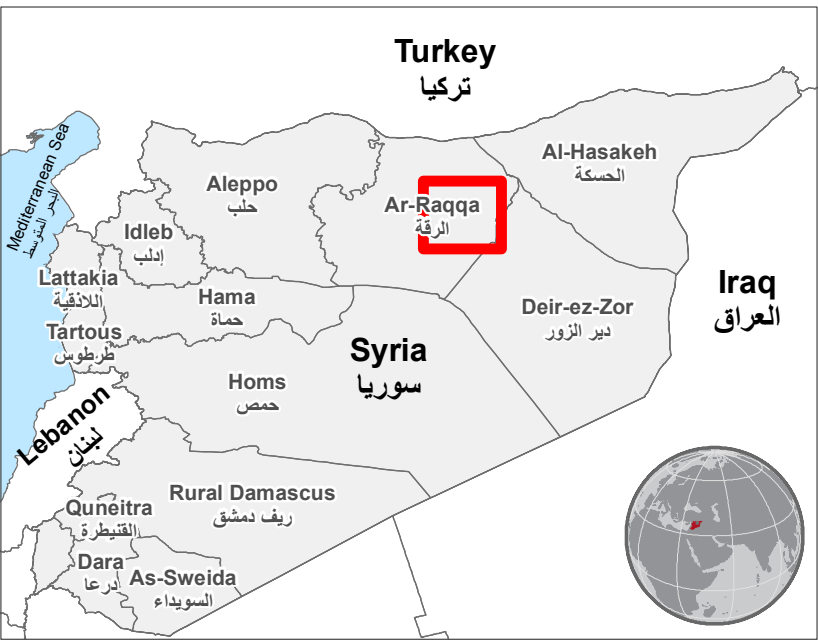 Turkey
تركيا
Mediterranean Sea
البحر المتوسط
Al-Hasakeh
الحسكة
Aleppo
حلب
Ar-Raqqa
الرقة
Idleb
إدلب
Lattakia
اللاذقية
Hama
حماة
Iraq
العراق
Deir-ez-Zor
دير الزور
Tartous
طرطوس
Syria
سوريا
Homs
حمص
Lebanon
لبنان
Rural Damascus
ريف دمشق
Quneitra
القنيطرة
Dara
درعا
As-Sweida
السويداء